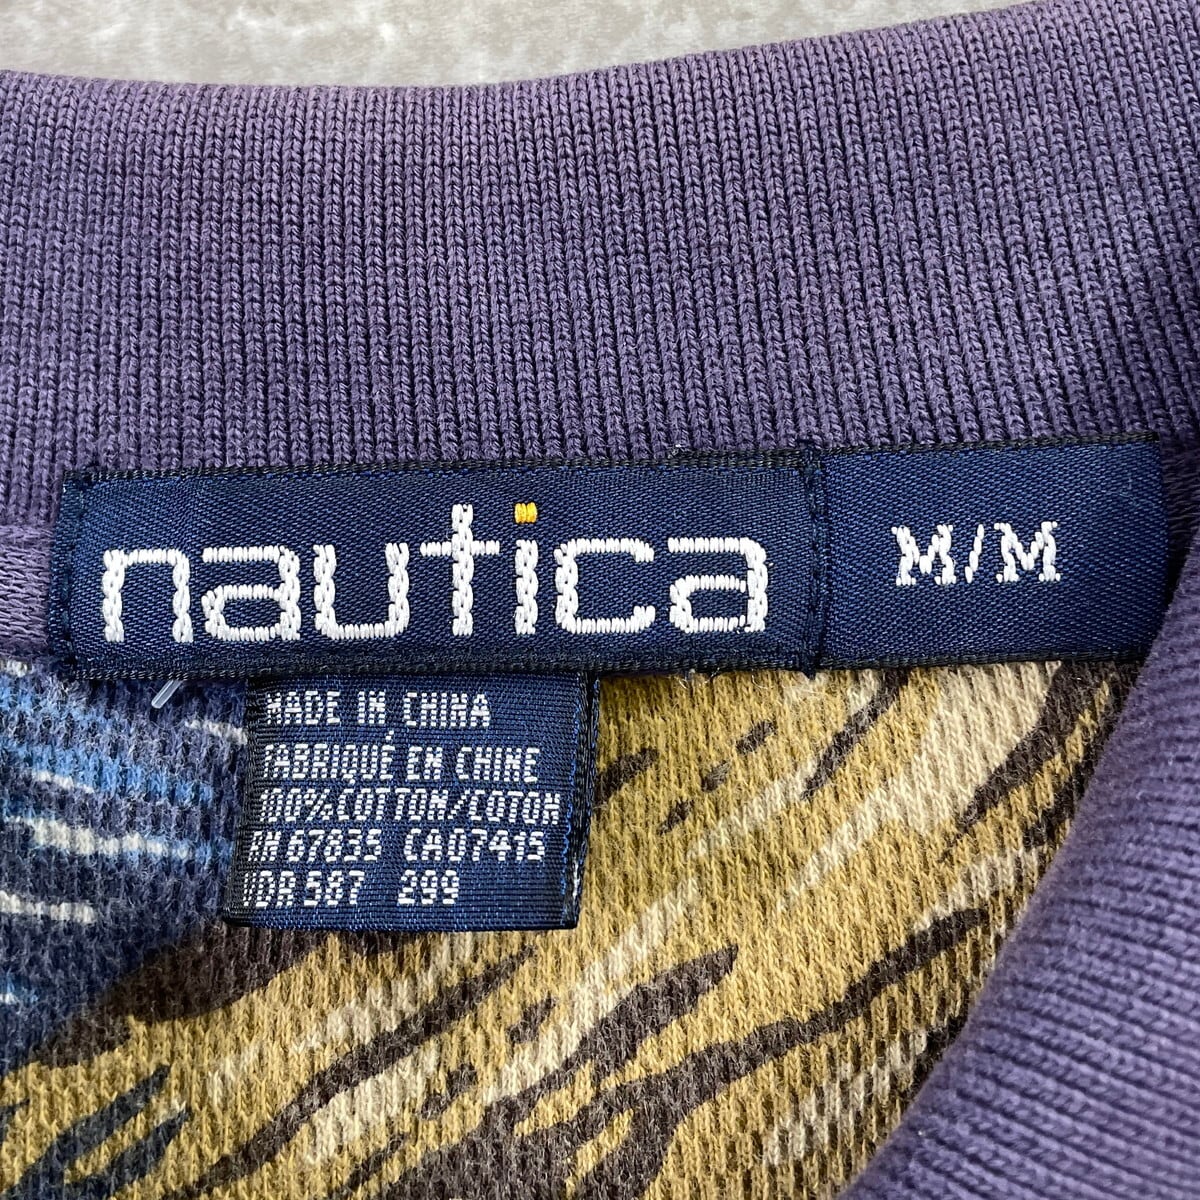 nautica M/M
MADE IN CHINA
FABRIQUÉ EN CHINE
100%COTTON/COTON
RN 67835 CA07415
VDR 587 299